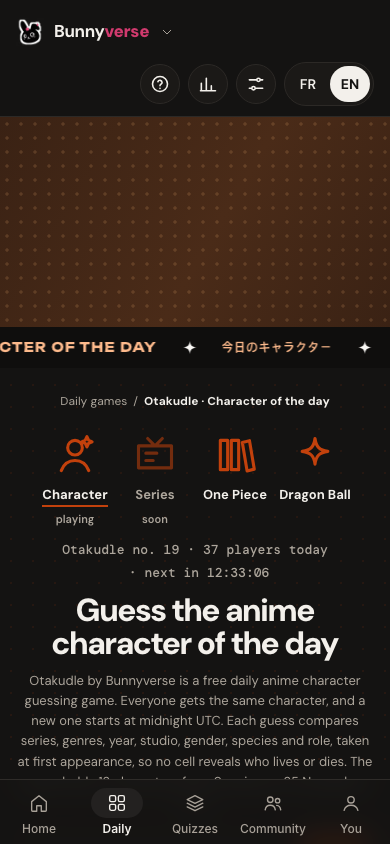 Bunnyverse
FR EN
CTER OF THE DAY ✦ 今日のキャラクター ✦
Daily games / Otakudle · Character of the day
Character Series One Piece Dragon Ball
playing soon
Otakudle no. 19 · 37 players today
· next in 12:33:06
Guess the anime
character of the day
Otakudle by Bunnyverse is a free daily anime character
guessing game. Everyone gets the same character, and a
new one starts at midnight UTC. Each guess compares
series, genres, year, studio, gender, species and role, taken
at first appearance, so no cell reveals who lives or dies. The
Home Daily Quizzes Community You